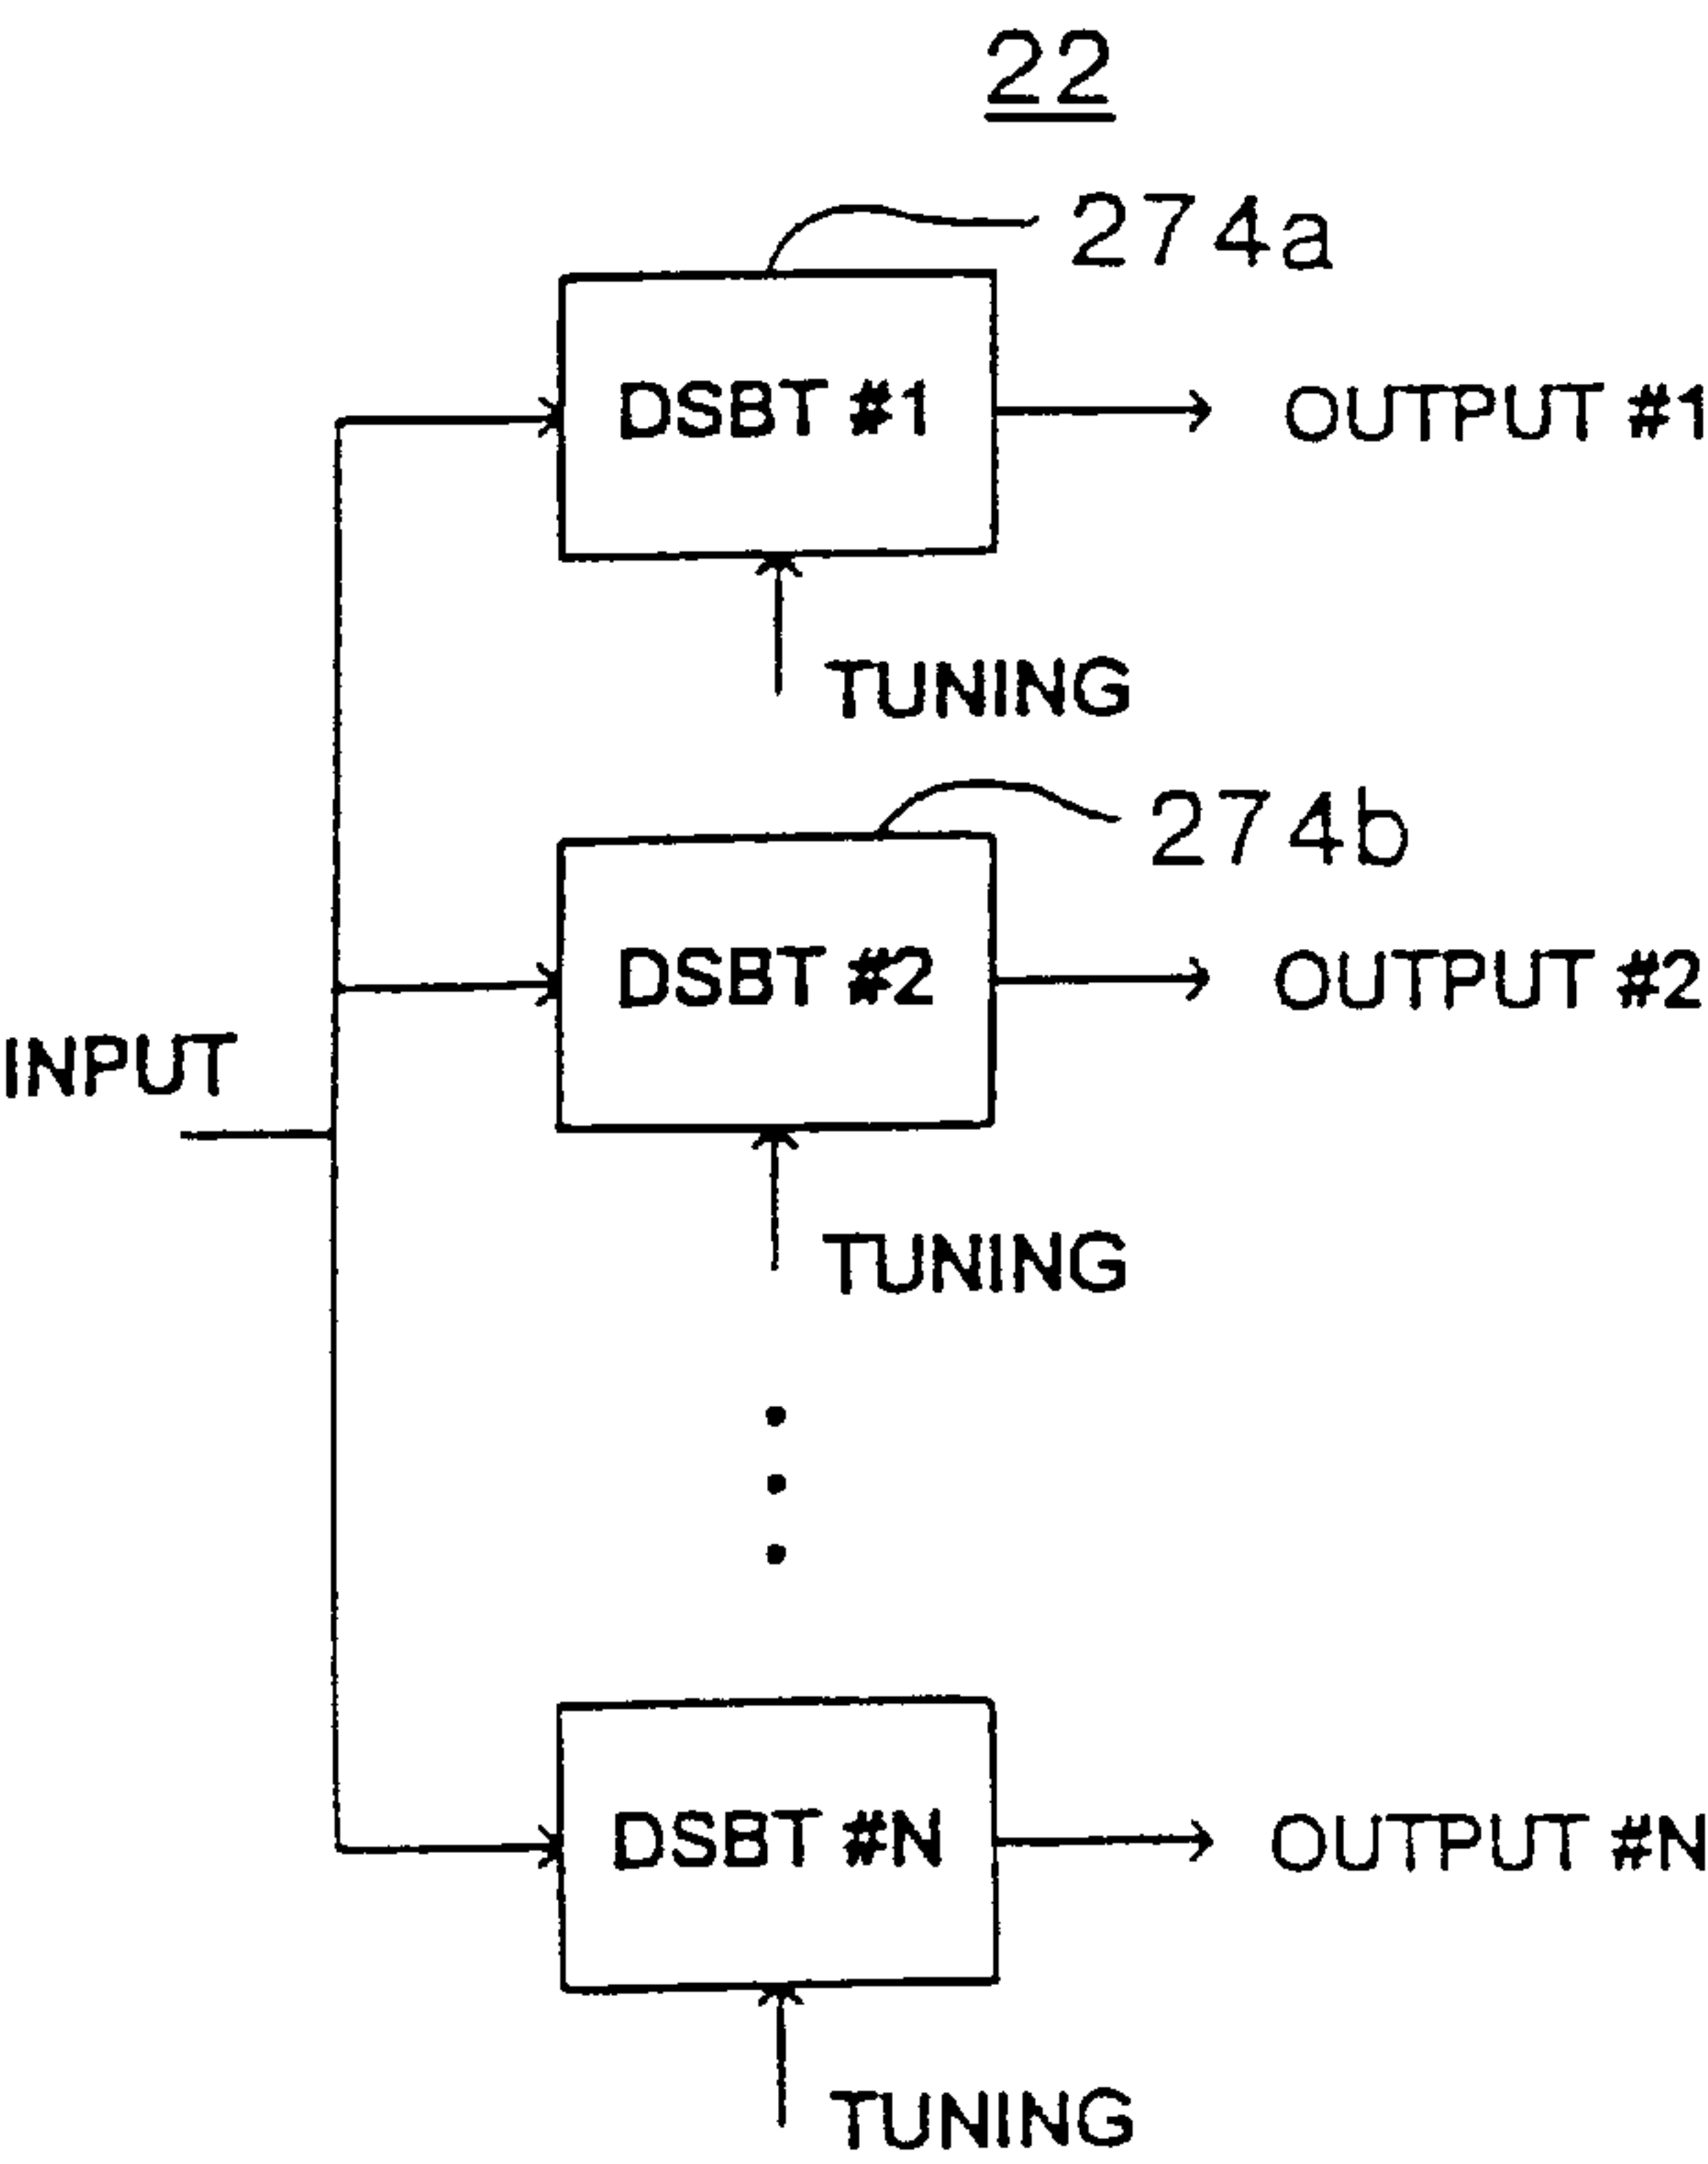 22
274a
DSBT #1
OUTPUT #1
TUNING
274b
DSBT #2
OUTPUT #2
INPUT
TUNING
DSBT #N
OUTPUT #N
TUNING